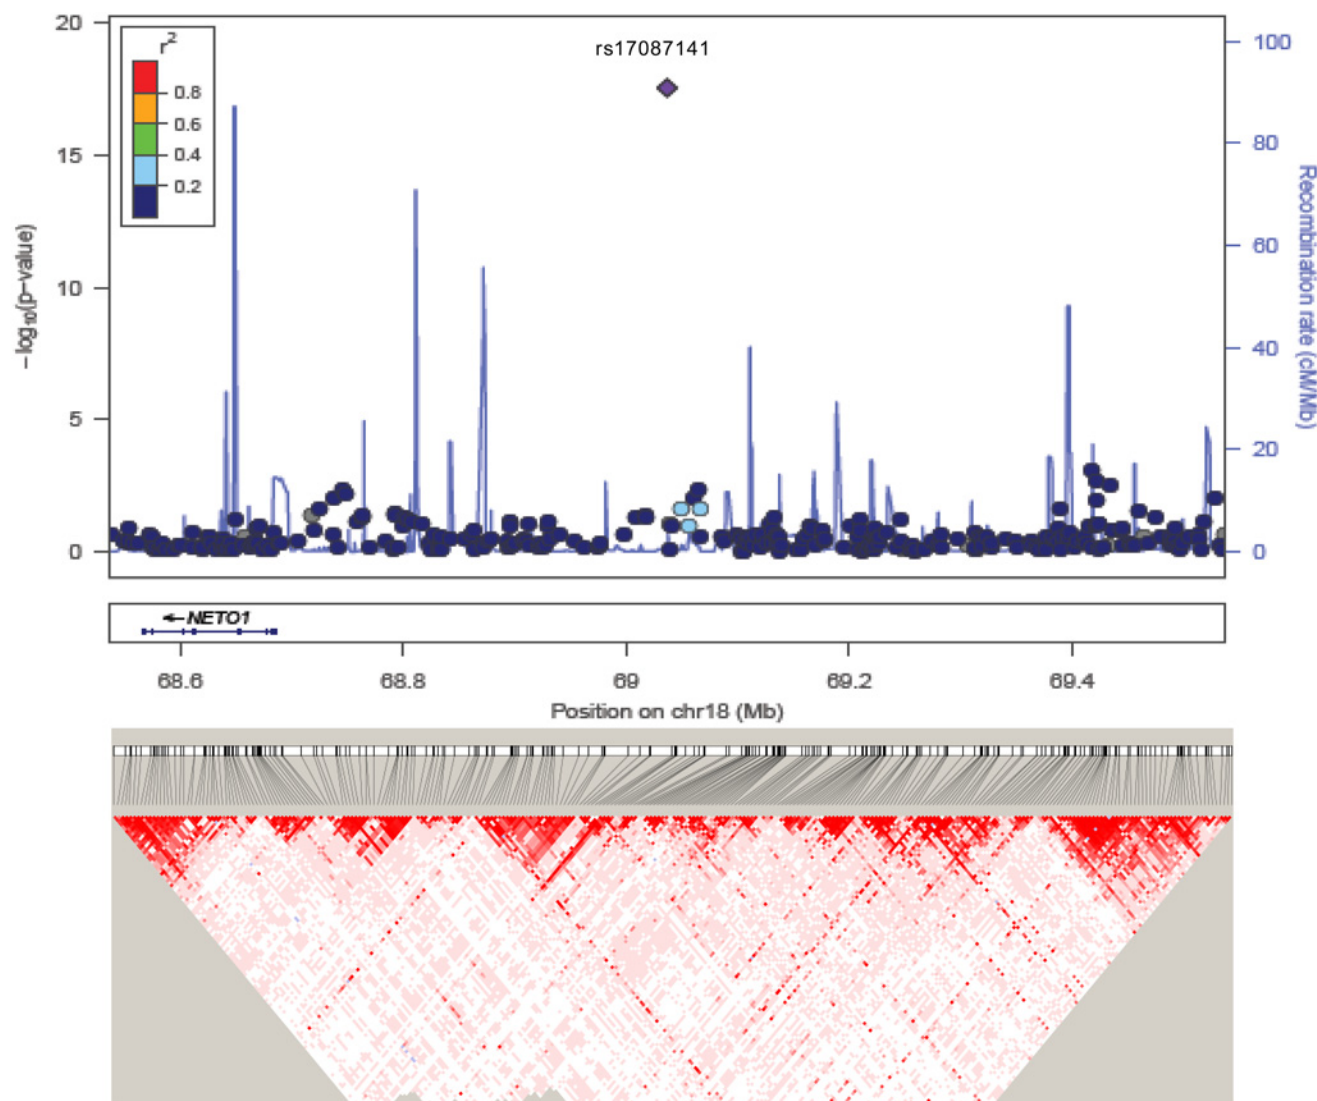 rs17087141
r2
0.8
0.6
0.4
0.2
20
15
10
5
0
−log10(p−value)
100
80
60
40
20
0
Recombination rate (cM/Mb)
←NETO1
68.6 68.8 69 69.2 69.4
Position on chr18 (Mb)